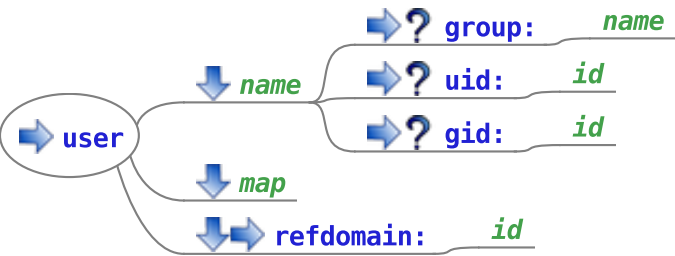 group: name
name uid: id
user gid: id
map
refdomain: id